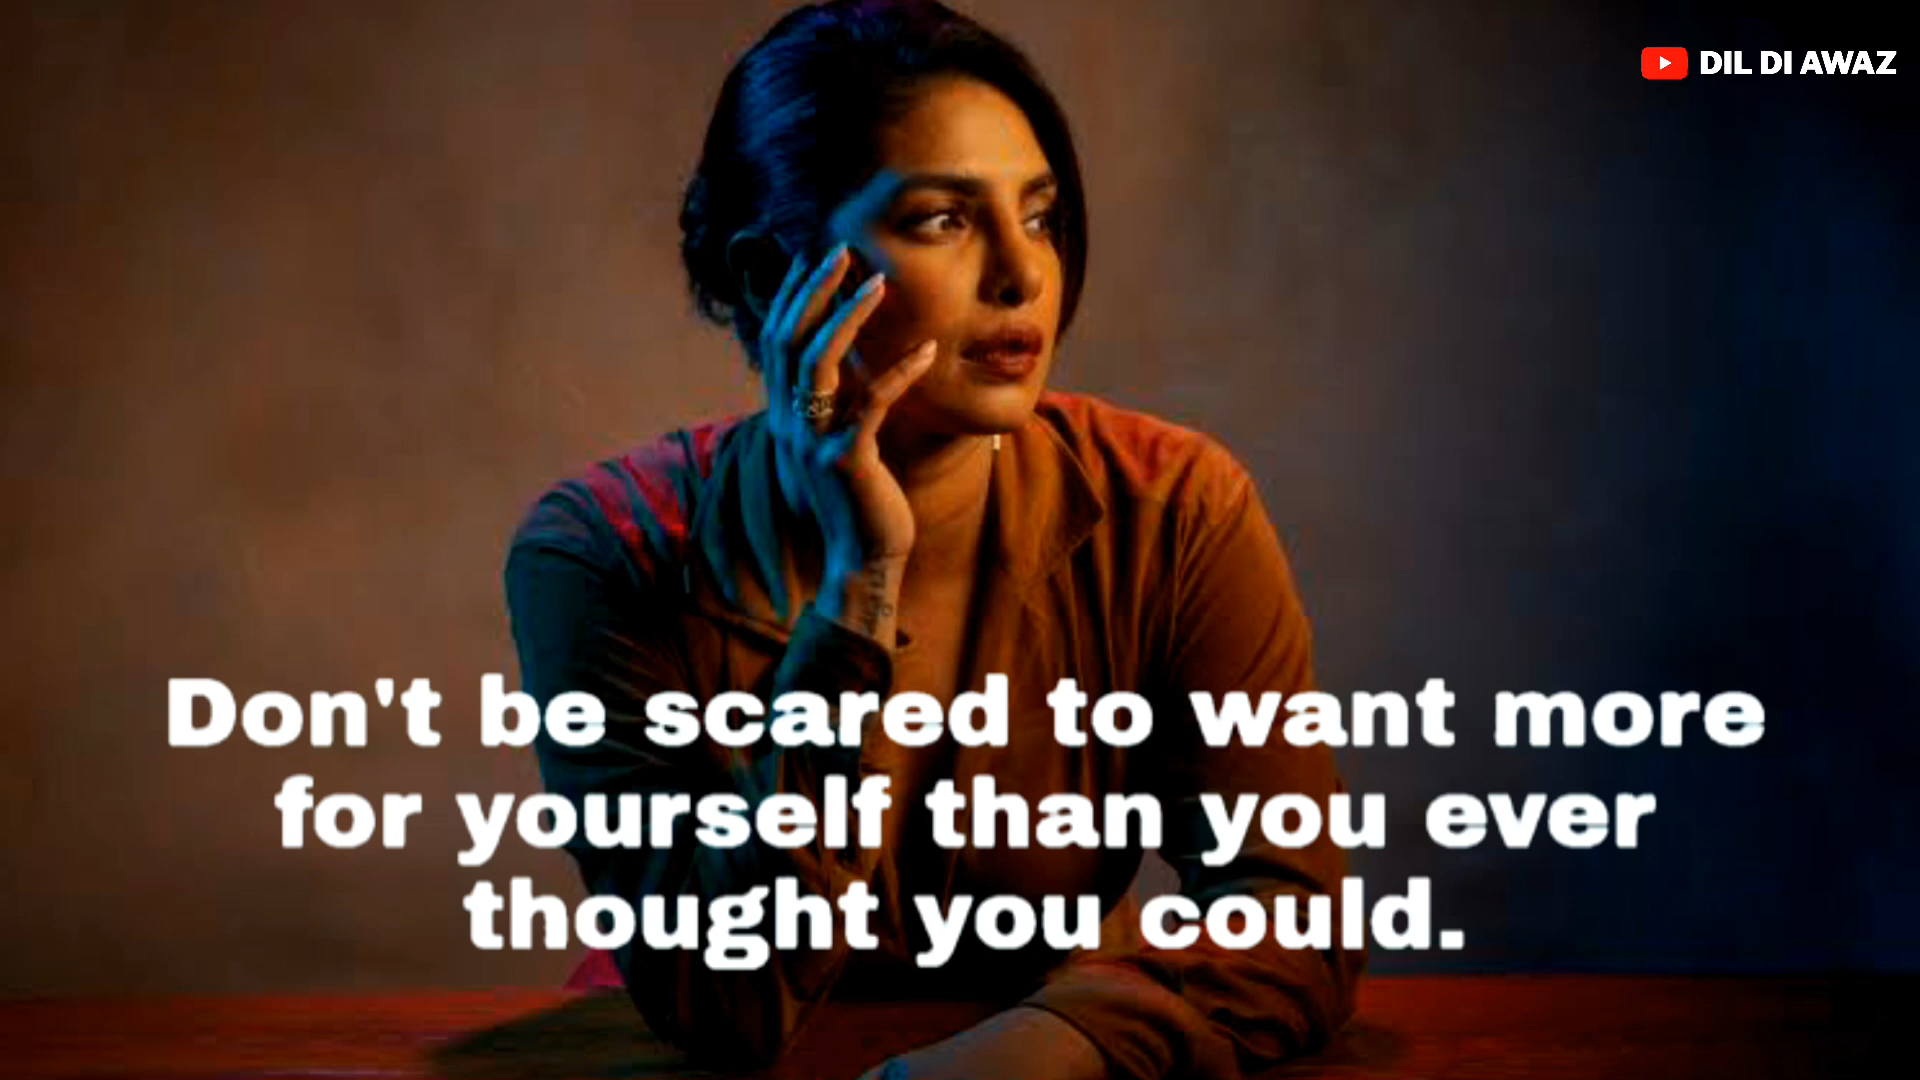 DIL DI AWAZ
Don't be scared to want more
for yourself than you ever
thought you could.